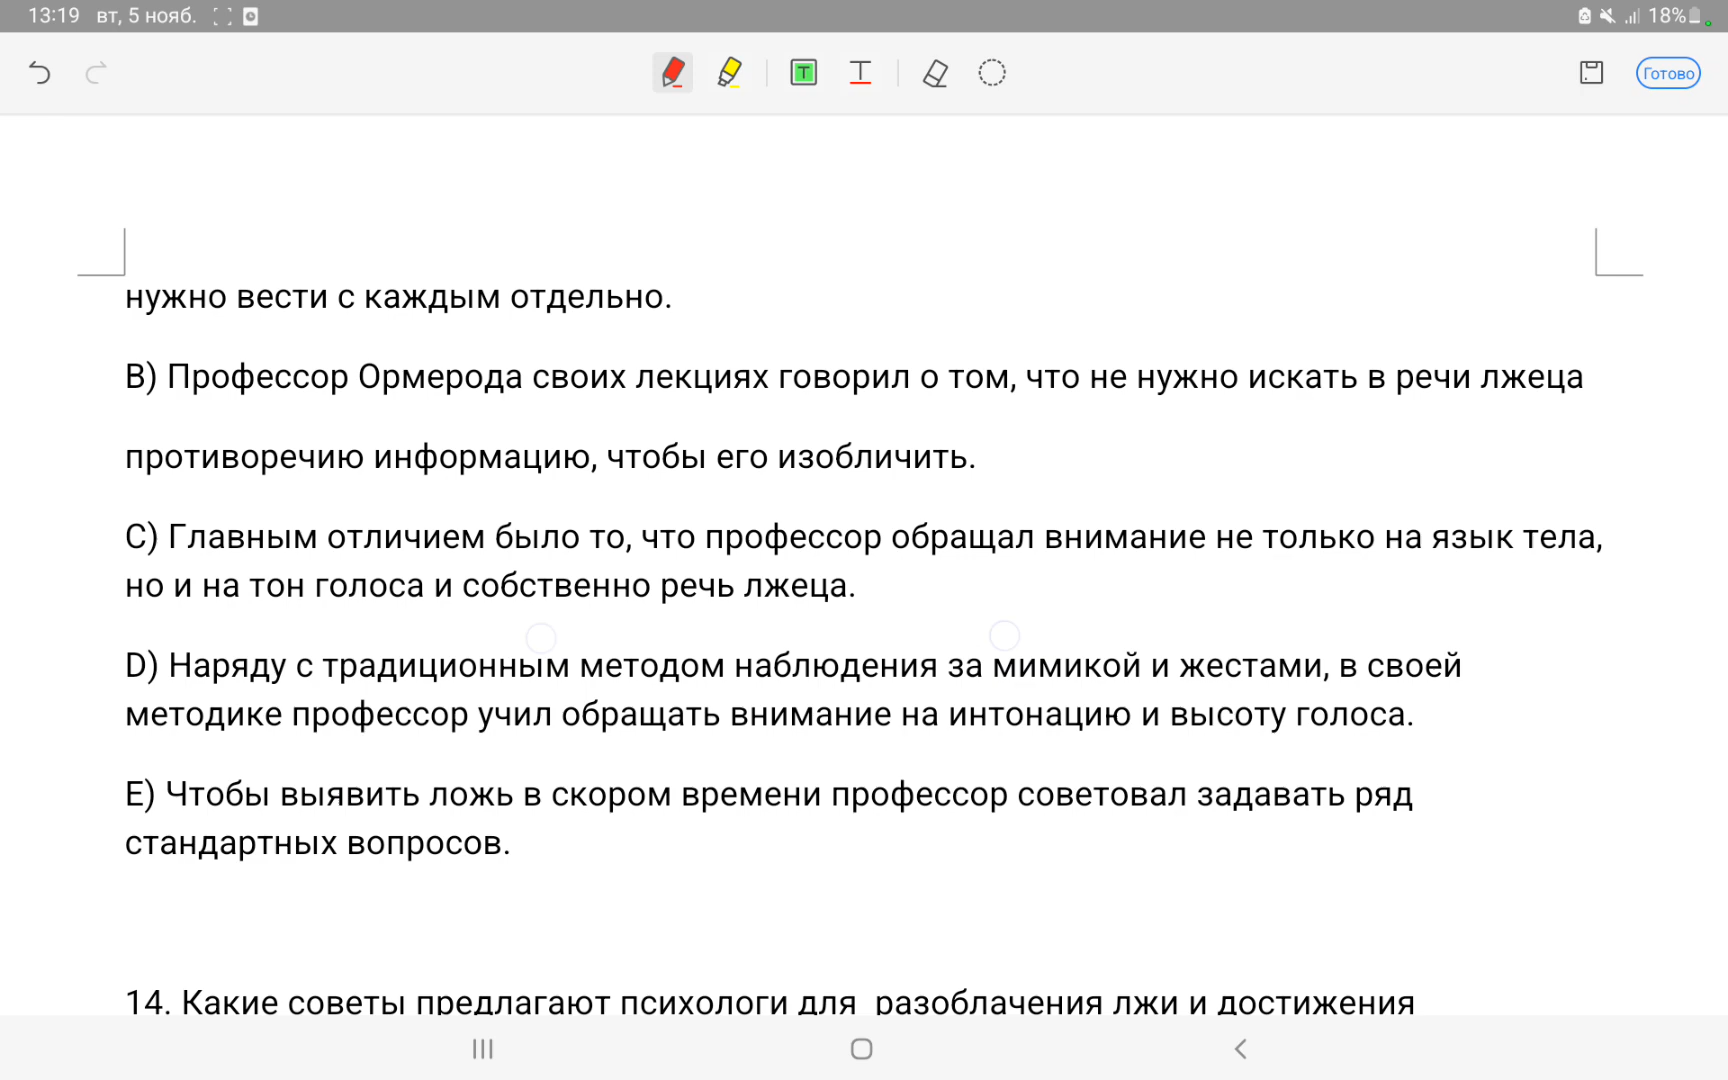 13:19 вт, 5 нояб. 18%
Готово
нужно вести с каждым отдельно.
B) Профессор Ормерода своих лекциях говорил о том, что не нужно искать в речи лжеца
противоречию информацию, чтобы его изобличить.
C) Главным отличием было то, что профессор обращал внимание не только на язык тела,
но и на тон голоса и собственно речь лжеца.
D) Наряду с традиционным методом наблюдения за мимикой и жестами, в своей
методике профессор учил обращать внимание на интонацию и высоту голоса.
E) Чтобы выявить ложь в скором времени профессор советовал задавать ряд
стандартных вопросов.
14. Какие советы предлагают психологи для  разоблачения лжи и достижения